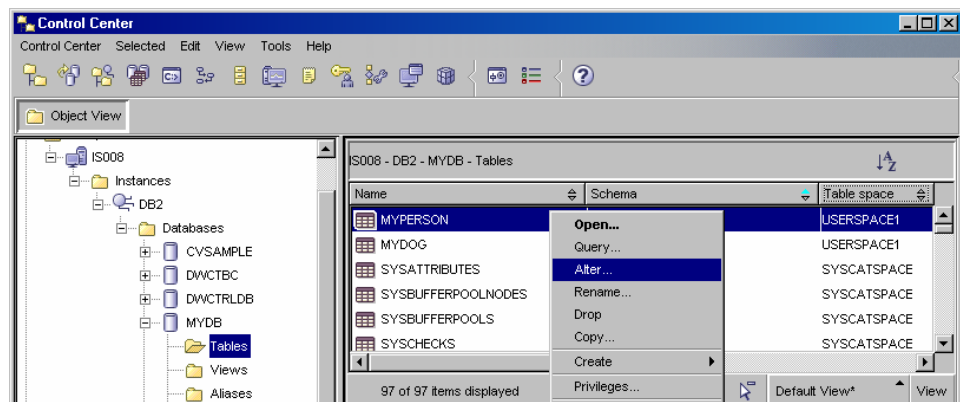 Control Center
Control Center Selected Edit View Tools Help
Object View
IS008
Instances
DB2
Databases
CVSAMPLE
DWCTBC
DWCTRLDB
MYDB
Tables
Views
Aliases
IS008 - DB2 - MYDB - Tables
Name Schema Table space
MYPERSON USERSPACE1
MYDOG USERSPACE1
SYSATTRIBUTES SYSCATSPACE
SYSBUFFERPOOLNODES SYSCATSPACE
SYSBUFFERPOOLS SYSCATSPACE
SYSCHECKS SYSCATSPACE
Open...
Query...
Alter...
Rename...
Drop
Copy...
Create
Privileges...
97 of 97 items displayed
Default View* View